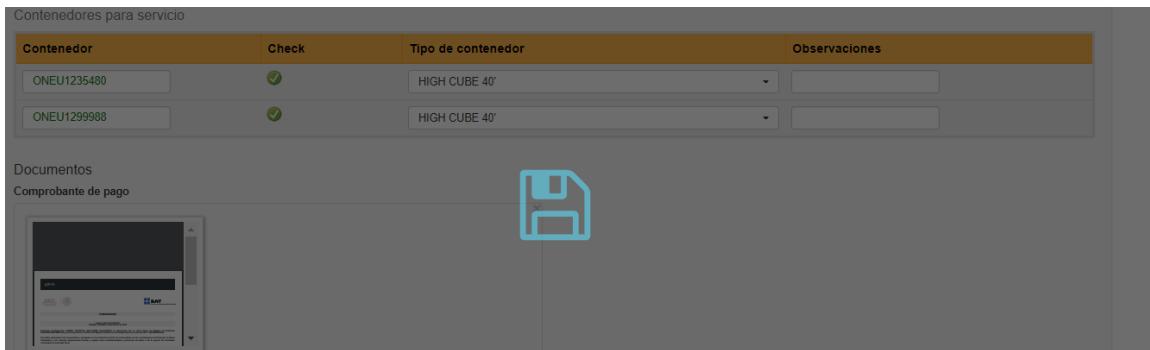 Contenedores para servicio
Contenedor Check Tipo de contenedor Observaciones
ONEU1235480 HIGH CUBE 40'
ONEU1299988 HIGH CUBE 40'
Documentos
Comprobante de pago
SAT